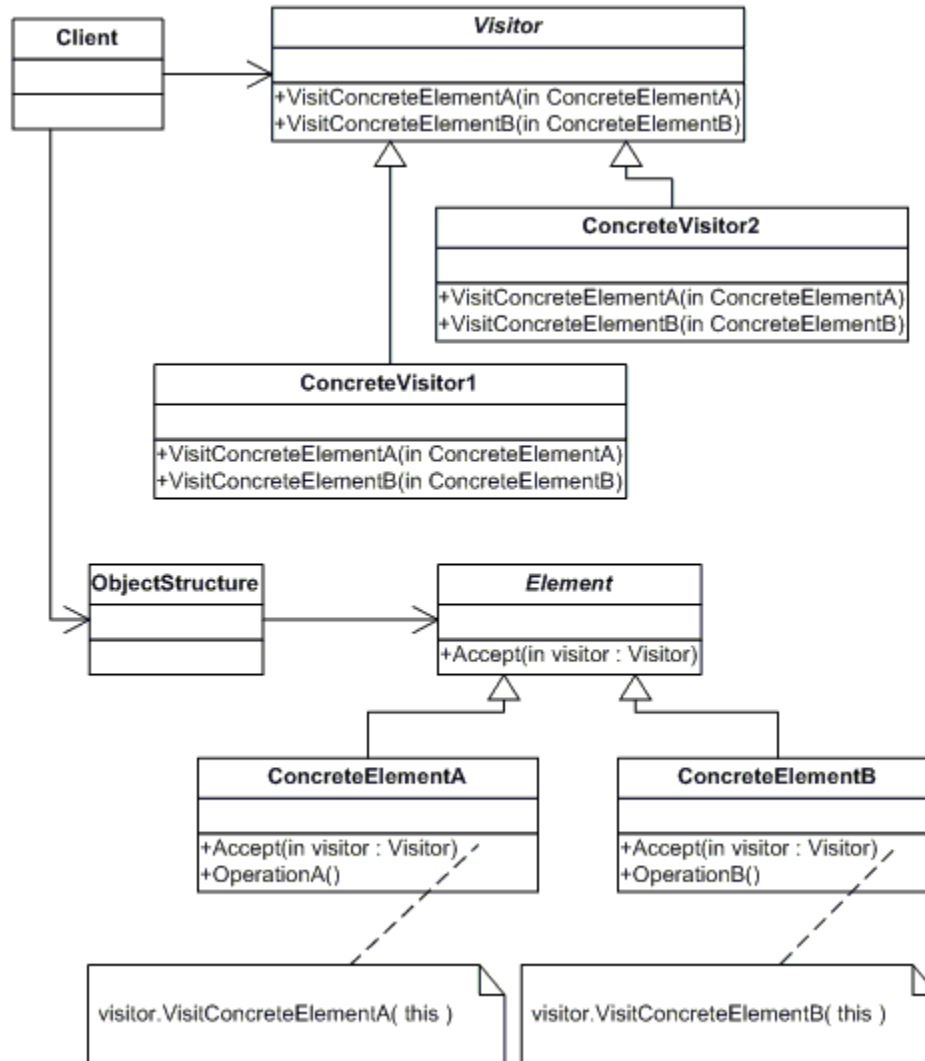 Client
Visitor
+VisitConcreteElementA(in ConcreteElementA)
+VisitConcreteElementB(in ConcreteElementB)
ConcreteVisitor2
+VisitConcreteElementA(in ConcreteElementA)
+VisitConcreteElementB(in ConcreteElementB)
ConcreteVisitor1
+VisitConcreteElementA(in ConcreteElementA)
+VisitConcreteElementB(in ConcreteElementB)
ObjectStructure
Element
+Accept(in visitor : Visitor)
ConcreteElementA
+Accept(in visitor : Visitor)
+OperationA()
ConcreteElementB
+Accept(in visitor : Visitor)
+OperationB()
visitor.VisitConcreteElementA( this )
visitor.VisitConcreteElementB( this )